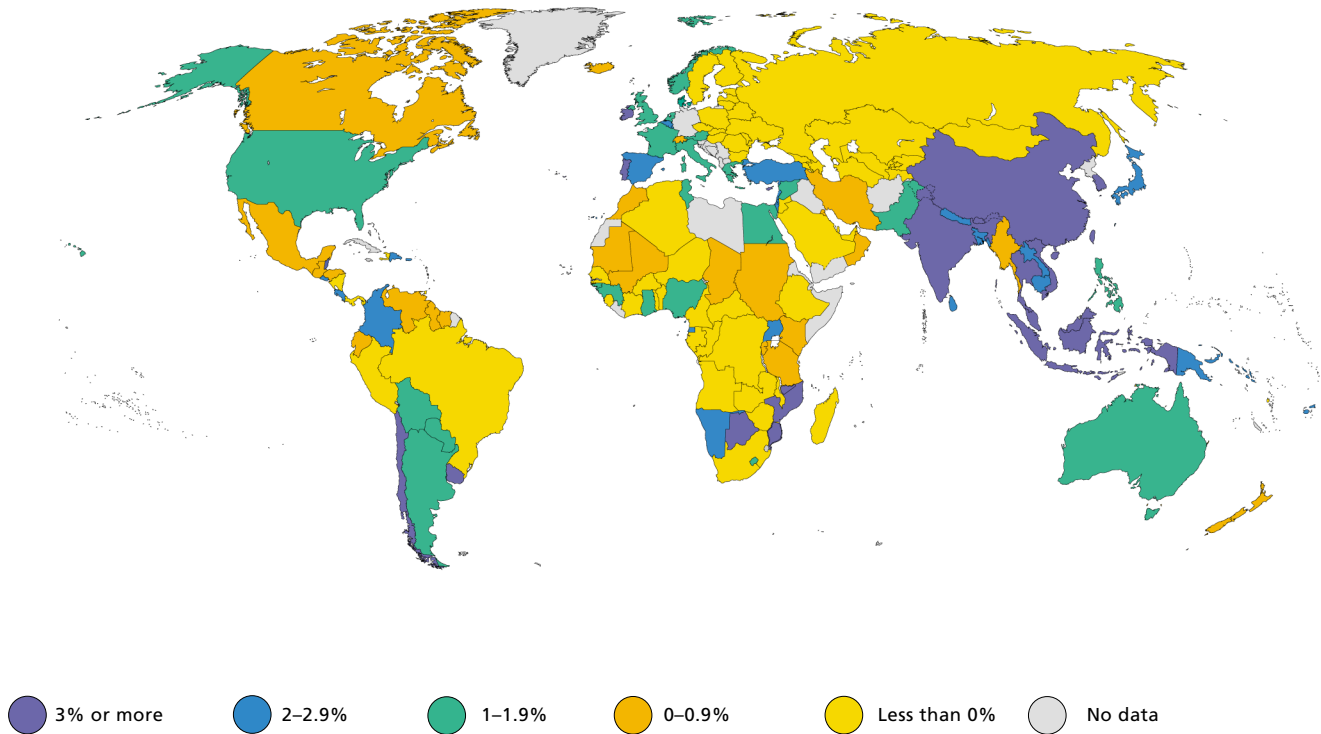 3% or more
2–2.9%
1–1.9%
0–0.9%
Less than 0%
No data